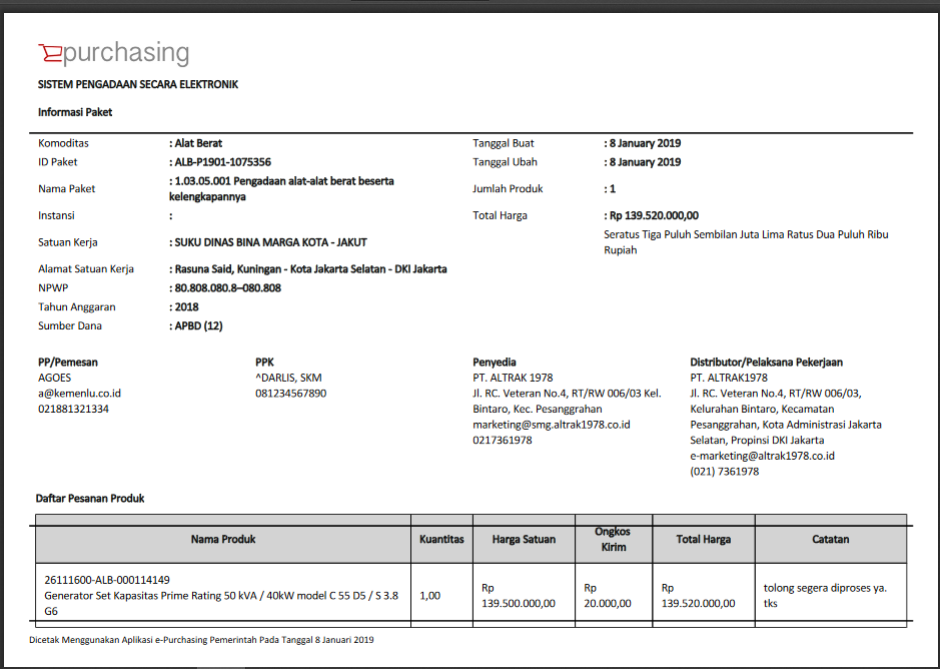 purchasing
SISTEM PENGADAAN SECARA ELEKTRONIK
Informasi Paket
Komoditas : Alat Berat
ID Paket : ALB-P1901-1075356
Nama Paket : 1.03.05.001 Pengadaan alat-alat berat beserta
kelengkapannya
Instansi :
Satuan Kerja : SUKU DINAS BINA MARGA KOTA - JAKUT
Alamat Satuan Kerja : Rasuna Said, Kuningan - Kota Jakarta Selatan - DKI Jakarta
NPWP : 80.808.080.8–080.808
Tahun Anggaran : 2018
Sumber Dana : APBD (12)
Tanggal Buat : 8 January 2019
Tanggal Ubah : 8 January 2019
Jumlah Produk : 1
Total Harga : Rp 139.520.000,00
Seratus Tiga Puluh Sembilan Juta Lima Ratus Dua Puluh Ribu
Rupiah
PP/Pemesan
AGOES
a@kemenlu.co.id
021881321334
PPK
^DARLIS, SKM
081234567890
Penyedia
PT. ALTRAK 1978
Jl. RC. Veteran No.4, RT/RW 006/03 Kel.
Bintaro, Kec. Pesanggrahan
marketing@smg.altrak1978.co.id
0217361978
Distributor/Pelaksana Pekerjaan
PT. ALTRAK1978
Jl. RC. Veteran No.4, RT/RW 006/03,
Kelurahan Bintaro, Kecamatan
Pesanggrahan, Kota Administrasi Jakarta
Selatan, Propinsi DKI Jakarta
e-marketing@altrak1978.co.id
(021) 7361978
Daftar Pesanan Produk
Nama Produk Kuantitas Harga Satuan Ongkos Kirim Total Harga Catatan
26111600-ALB-000114149
Generator Set Kapasitas Prime Rating 50 kVA / 40kW model C 55 D5 / S 3.8
G6
1,00
Rp
139.500.000,00
Rp
20.000,00
Rp
139.520.000,00
tolong segera diproses ya.
tks
Dicetak Menggunakan Aplikasi e-Purchasing Pemerintah Pada Tanggal 8 Januari 2019